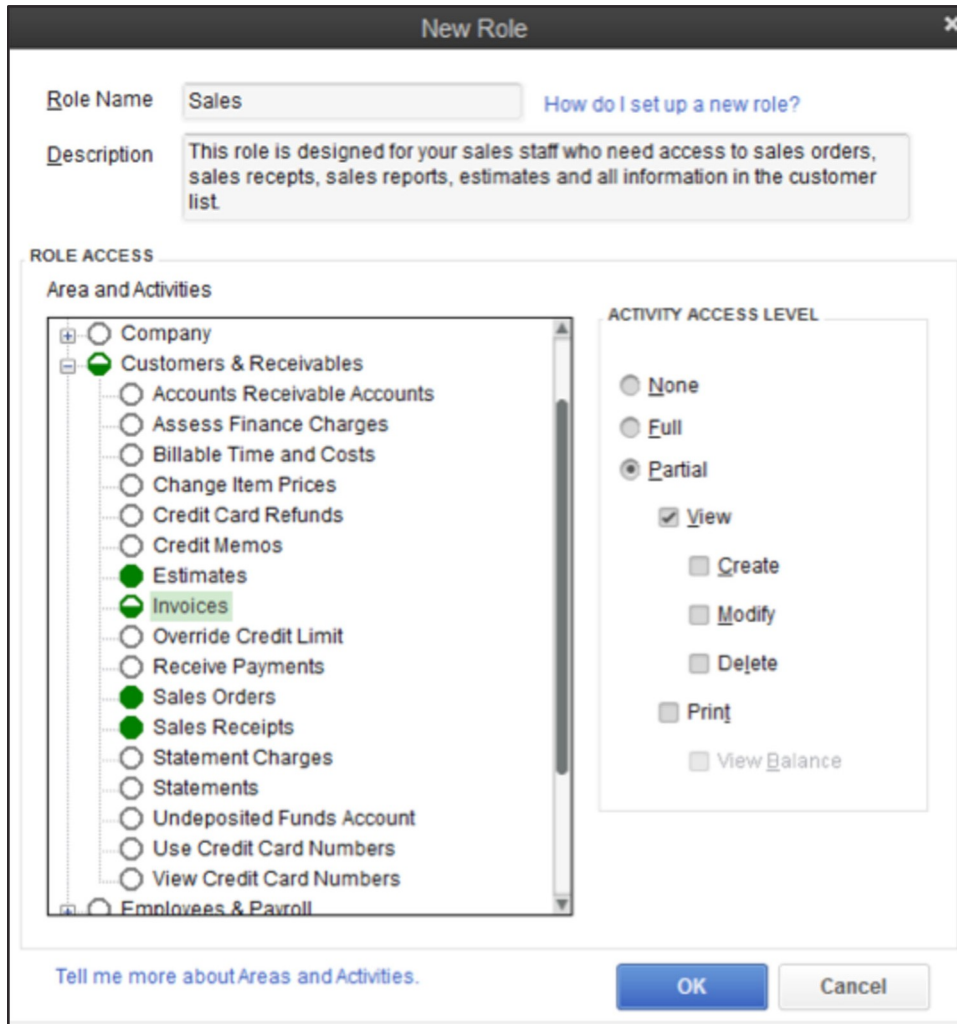 New Role
Role Name
Sales
How do I set up a new role?
Description
This role is designed for your sales staff who need access to sales orders,
sales recepts, sales reports, estimates and all information in the customer
list.
ROLE ACCESS
Area and Activities
Company
Customers & Receivables
Accounts Receivable Accounts
Assess Finance Charges
Billable Time and Costs
Change Item Prices
Credit Card Refunds
Credit Memos
Estimates
Invoices
Override Credit Limit
Receive Payments
Sales Orders
Sales Receipts
Statement Charges
Statements
Undeposited Funds Account
Use Credit Card Numbers
View Credit Card Numbers
Employees & Payroll
ACTIVITY ACCESS LEVEL
None
Full
Partial
View
Create
Modify
Delete
Print
View Balance
Tell me more about Areas and Activities.
OK
Cancel